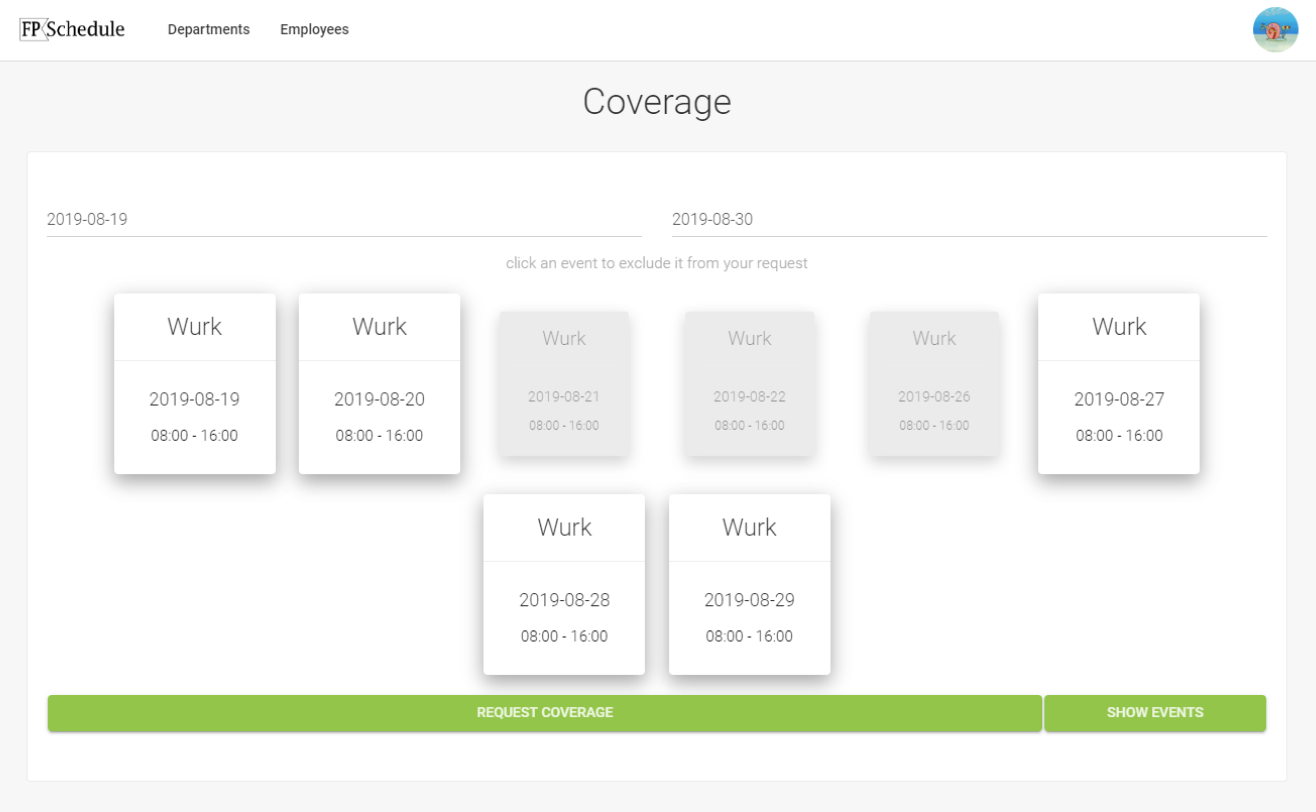 FP Schedule Departments Employees
Coverage
2019-08-19 2019-08-30
click an event to exclude it from your request
Wurk Wurk Wurk Wurk Wurk Wurk
2019-08-19 2019-08-20 2019-08-21 2019-08-22 2019-08-26 2019-08-27
08:00 - 16:00 08:00 - 16:00 08:00 - 16:00 08:00 - 16:00 08:00 - 16:00 08:00 - 16:00
Wurk Wurk
2019-08-28 2019-08-29
08:00 - 16:00 08:00 - 16:00
REQUEST COVERAGE SHOW EVENTS